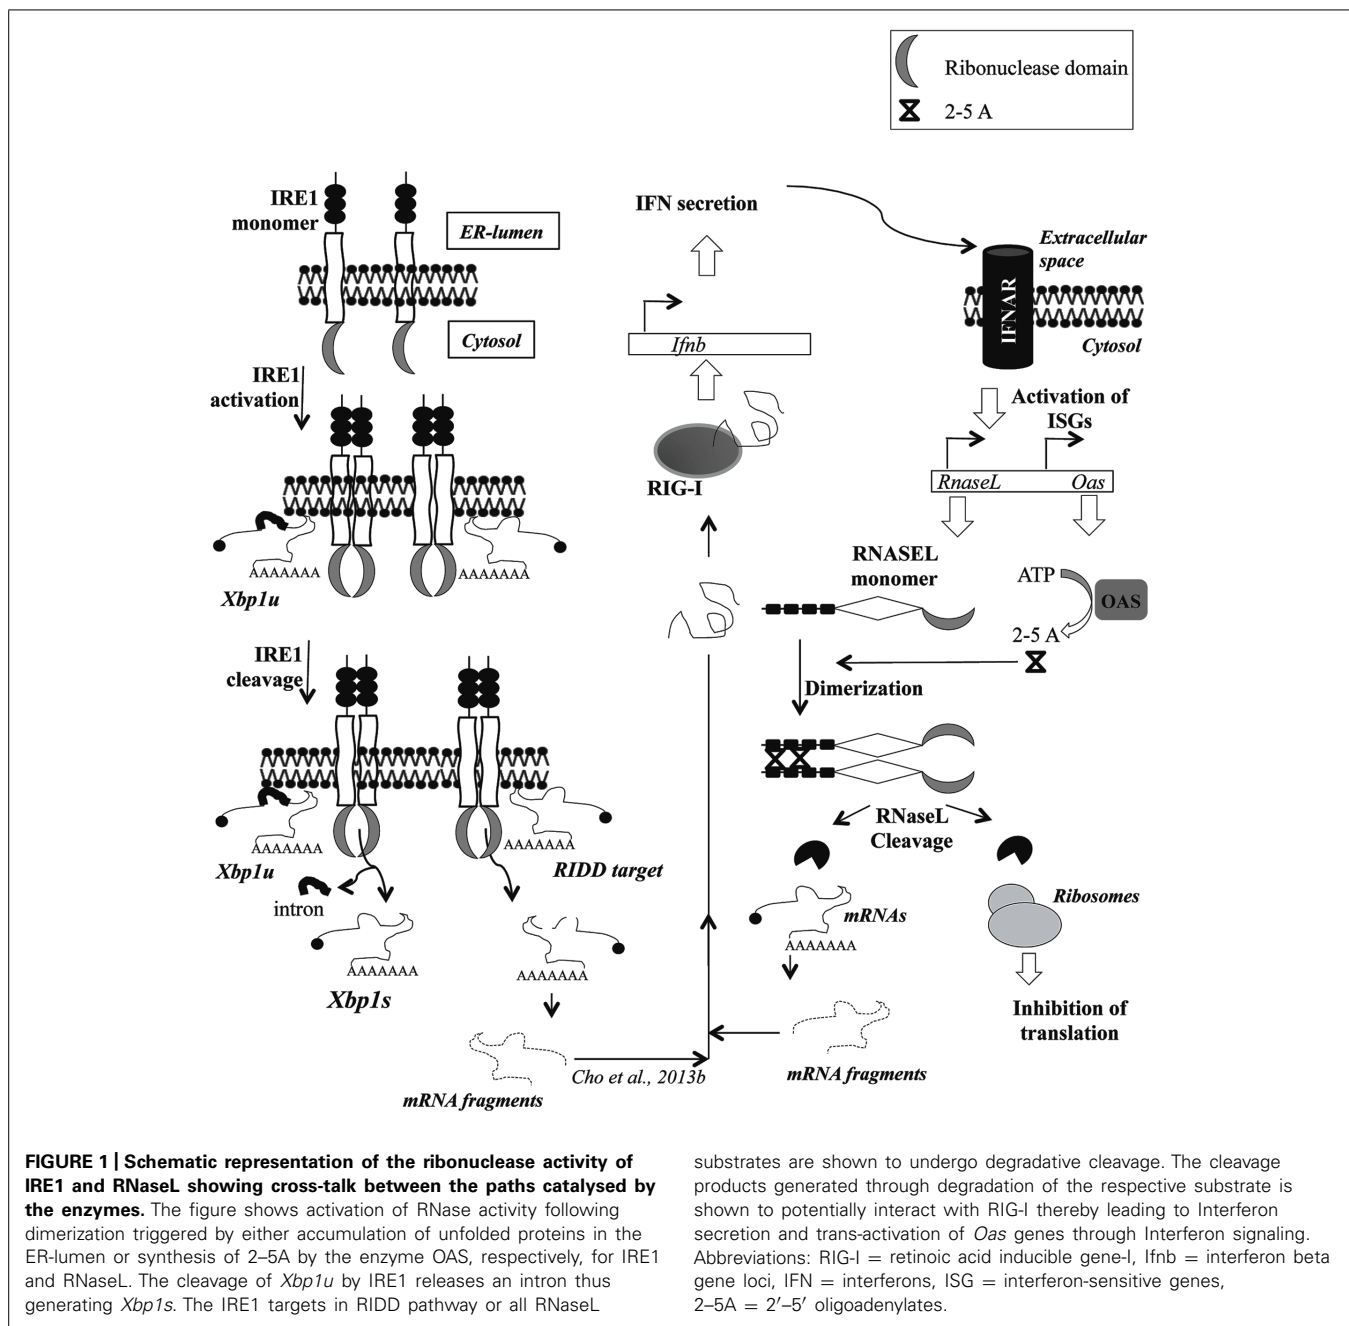 Ribonuclease domain
2-5 A
IRE1
monomer
ER-lumen
Cytosol
IRE1
activation
AAAAAAA
AAAAAAA
Xbp1u
IRE1
cleavage
AAAAAAA
AAAAAAA
Xbp1u
RIDD target
intron
AAAAAAA
AAAAAAA
Xbp1s
mRNA fragments
Cho et al., 2013b
IFN secretion
Ifnb
RIG-I
Extracellular
space
IFNAR
Cytosol
Activation of
ISGs
RnaseL
Oas
RNASEL
monomer
ATP
OAS
2-5 A
Dimerization
RNaseL
Cleavage
mRNAs
AAAAAAA
Ribosomes
mRNA fragments
Inhibition of
translation
FIGURE 1 | Schematic representation of the ribonuclease activity of
IRE1 and RNaseL showing cross-talk between the paths catalysed by
the enzymes. The figure shows activation of RNase activity following
dimerization triggered by either accumulation of unfolded proteins in the
ER-lumen or synthesis of 2–5A by the enzyme OAS, respectively, for IRE1
and RNaseL. The cleavage of Xbp1u by IRE1 releases an intron thus
generating Xbp1s. The IRE1 targets in RIDD pathway or all RNaseL
substrates are shown to undergo degradative cleavage. The cleavage
products generated through degradation of the respective substrate is
shown to potentially interact with RIG-I thereby leading to Interferon
secretion and trans-activation of Oas genes through Interferon signaling.
Abbreviations: RIG-I = retinoic acid inducible gene-I, Ifnb = interferon beta
gene loci, IFN = interferons, ISG = interferon-sensitive genes,
2–5A = 2′–5′ oligoadenylates.